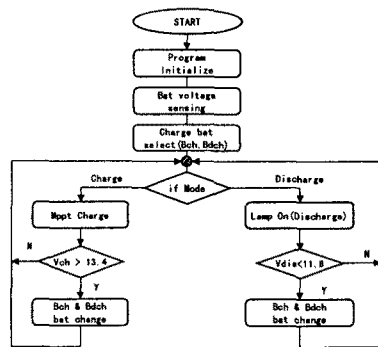 START
Program
Initialize
Bat voltage
sensing
Charge bat
select(Bch, Bdch)
Charge
if Mode
Discharge
Mppt Charge
Lamp On(Discharge)
N
Vch > 13.4
Y
Vdis<11.8
N
Y
Bch & Bdch
bat change
Bch & Bdch
bat change